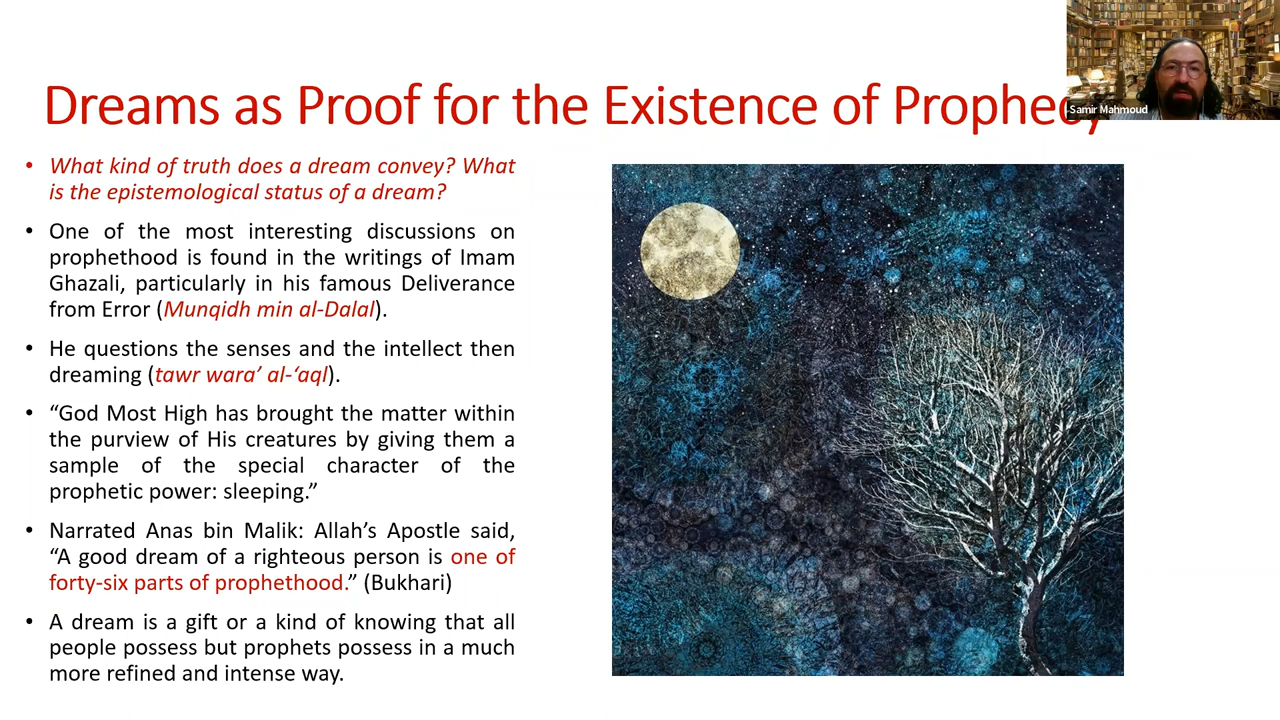 Dreams as Proof for the Existence of Prophecy
Samir Mahmoud
• What kind of truth does a dream convey? What
is the epistemological status of a dream?
• One of the most interesting discussions on
prophethood is found in the writings of Imam
Ghazali, particularly in his famous Deliverance
from Error (Munqidh min al-Dalal).
• He questions the senses and the intellect then
dreaming (tawr wara’ al-‘aql).
• “God Most High has brought the matter within
the purview of His creatures by giving them a
sample of the special character of the
prophetic power: sleeping.”
• Narrated Anas bin Malik: Allah’s Apostle said,
“A good dream of a righteous person is one of
forty-six parts of prophethood.” (Bukhari)
• A dream is a gift or a kind of knowing that all
people possess but prophets possess in a much
more refined and intense way.